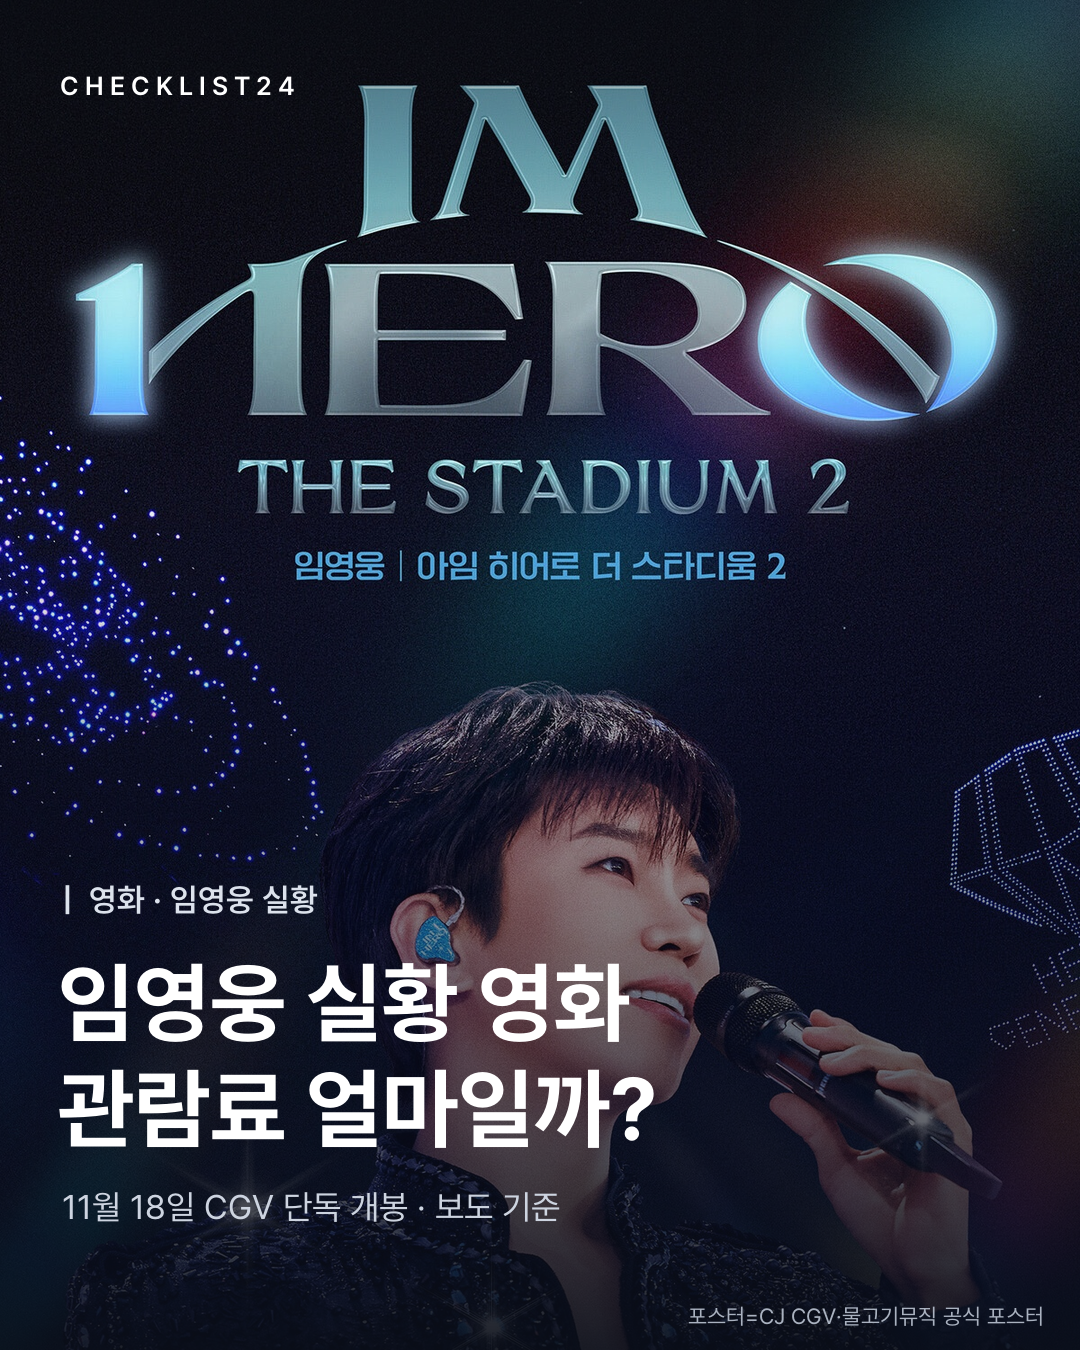 CHECKLIST24
IM
HERO
THE STADIUM 2
임영웅 | 아임 히어로 더 스타디움 2
| 영화 · 임영웅 실황
임영웅 실황 영화
관람료 얼마일까?
11월 18일 CGV 단독 개봉 · 보도 기준
포스터=CJ CGV·물고기뮤직 공식 포스터